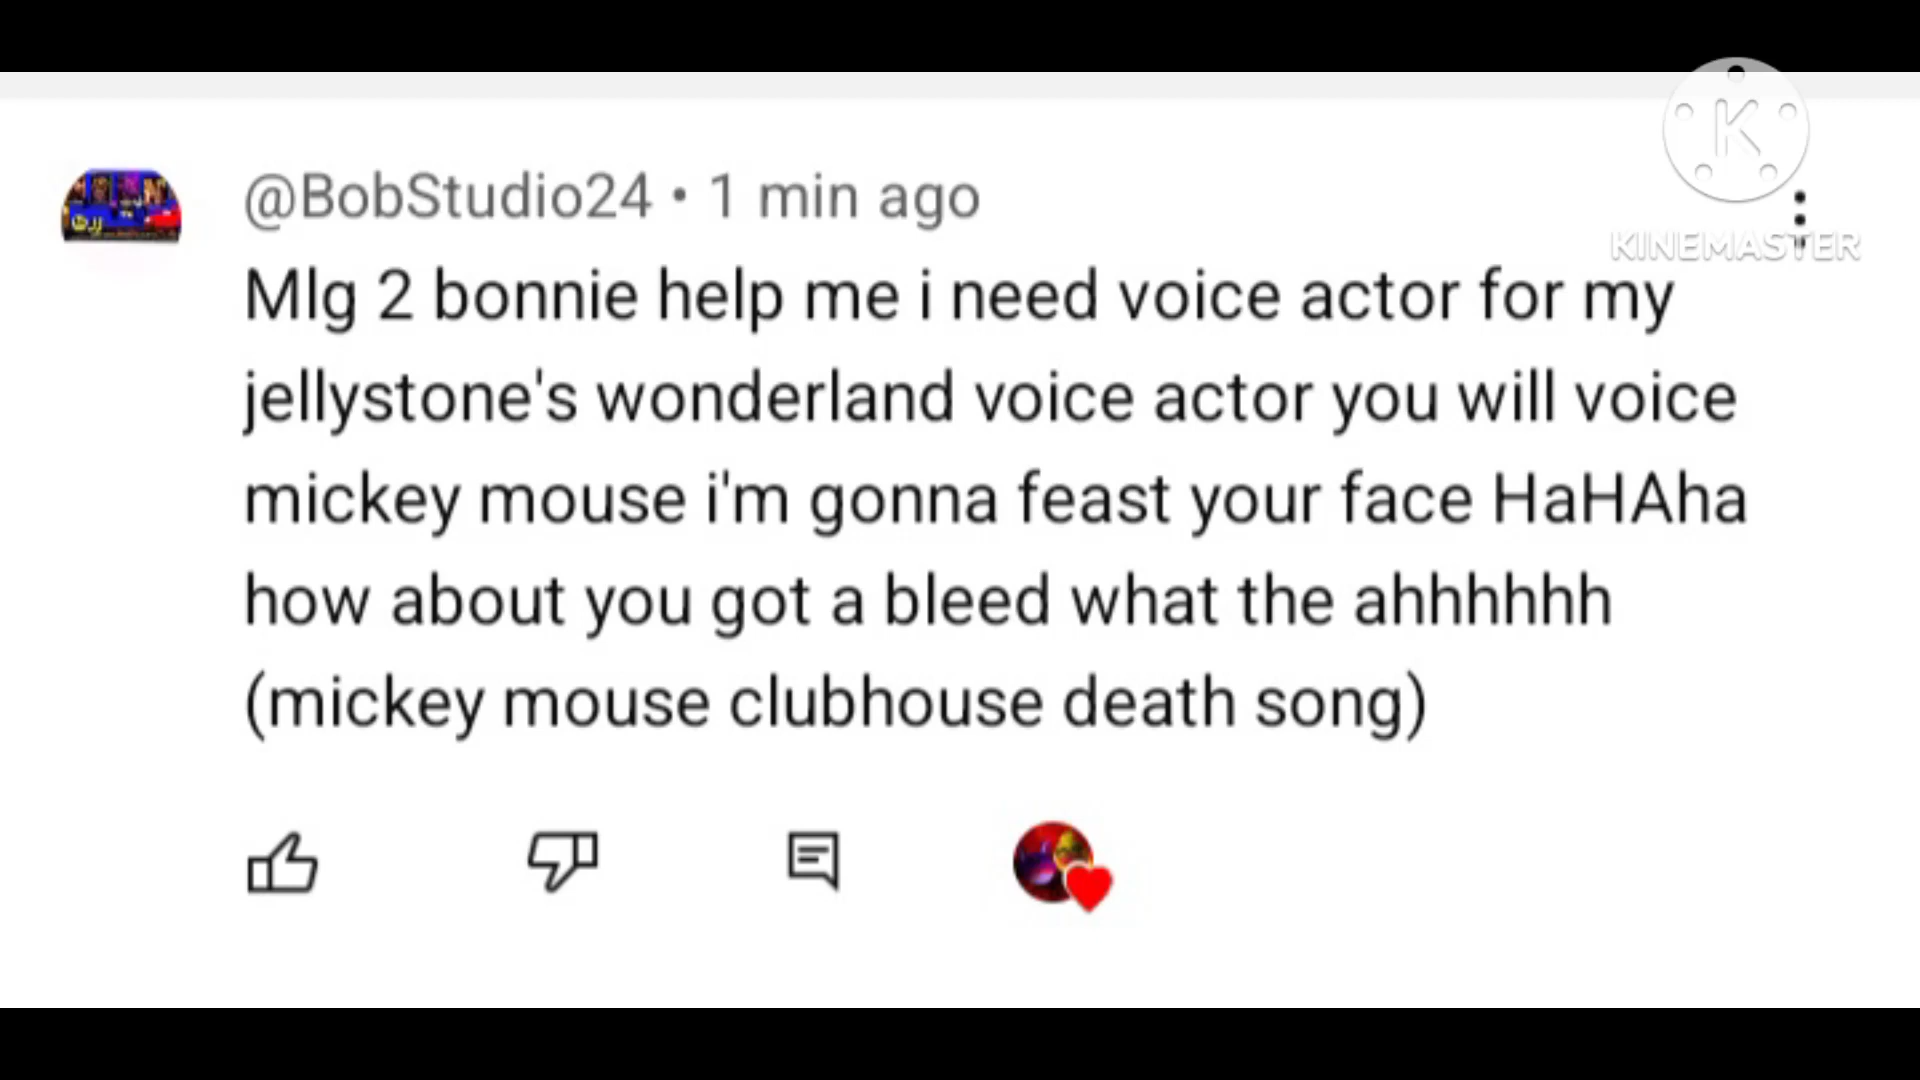 K
KINEMASTER
@BobStudio24 • 1 min ago
Mlg 2 bonnie help me i need voice actor for my
jellystone's wonderland voice actor you will voice
mickey mouse i'm gonna feast your face HaHAha
how about you got a bleed what the ahhhhhh
(mickey mouse clubhouse death song)